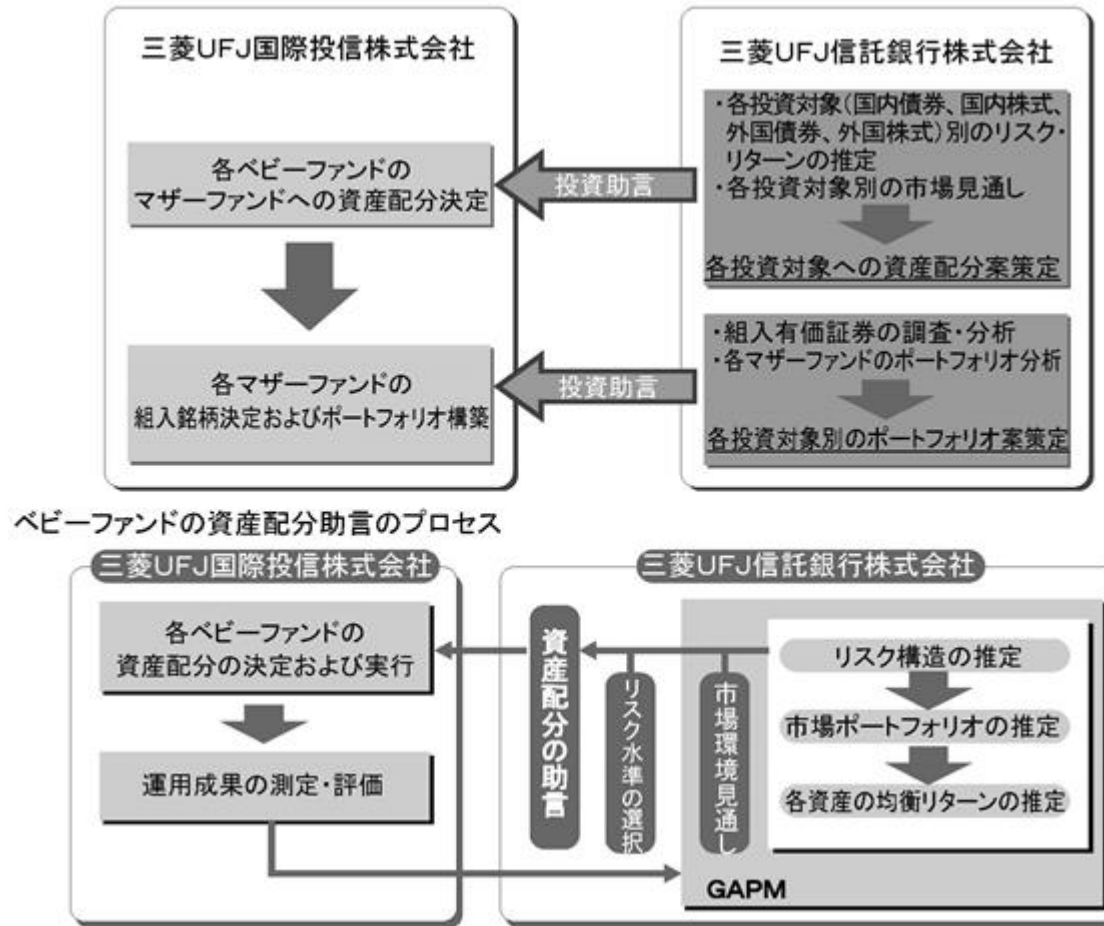 三菱UFJ国際投信株式会社
各ベビーファンドの
マザーファンドへの資産配分決定
各マザーファンドの
組入銘柄決定およびポートフォリオ構築
投資助言
投資助言
三菱UFJ信託銀行株式会社
・各投資対象(国内債券、国内株式、
外国債券、外国株式)別のリスク・
リターンの推定
・各投資対象別の市場見通し
各投資対象への資産配分案策定
・組入有価証券の調査・分析
・各マザーファンドのポートフォリオ分析
各投資対象別のポートフォリオ案策定
ベビーファンドの資産配分助言のプロセス
三菱UFJ国際投信株式会社
各ベビーファンドの
資産配分の決定および実行
運用成果の測定・評価
三菱UFJ信託銀行株式会社
資産配分の助言
リスク水準の選択
市場環境見通し
リスク構造の推定
市場ポートフォリオの推定
各資産の均衡リターンの推定
GAPM